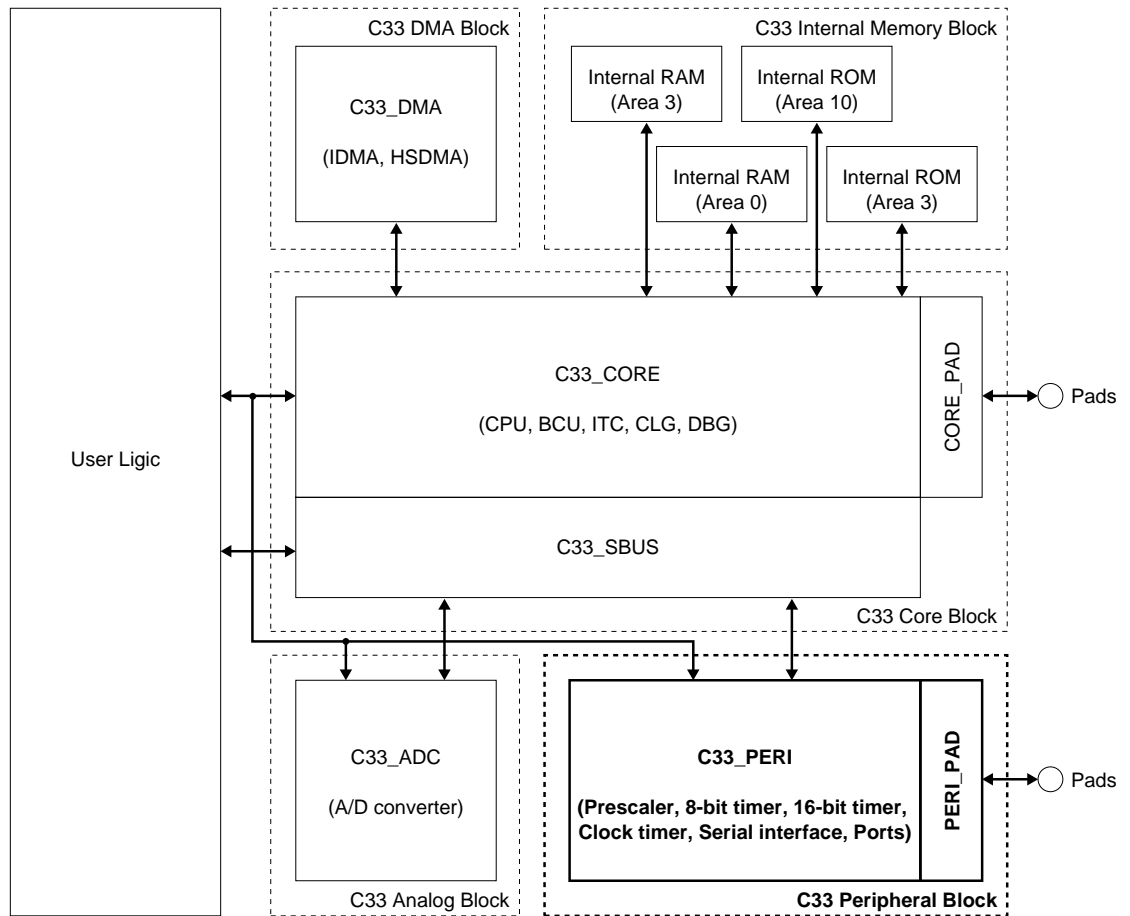 C33 DMA Block
C33_DMA
(IDMA, HSDMA)
C33 Internal Memory Block
Internal RAM
(Area 3)
Internal ROM
(Area 10)
Internal RAM
(Area 0)
Internal ROM
(Area 3)
User Ligic
C33_CORE
(CPU, BCU, ITC, CLG, DBG)
CORE_PAD
Pads
C33_SBUS
C33 Core Block
C33_ADC
(A/D converter)
C33 Analog Block
C33_PERI
(Prescaler, 8-bit timer, 16-bit timer,
Clock timer, Serial interface, Ports)
PERI_PAD
Pads
C33 Peripheral Block